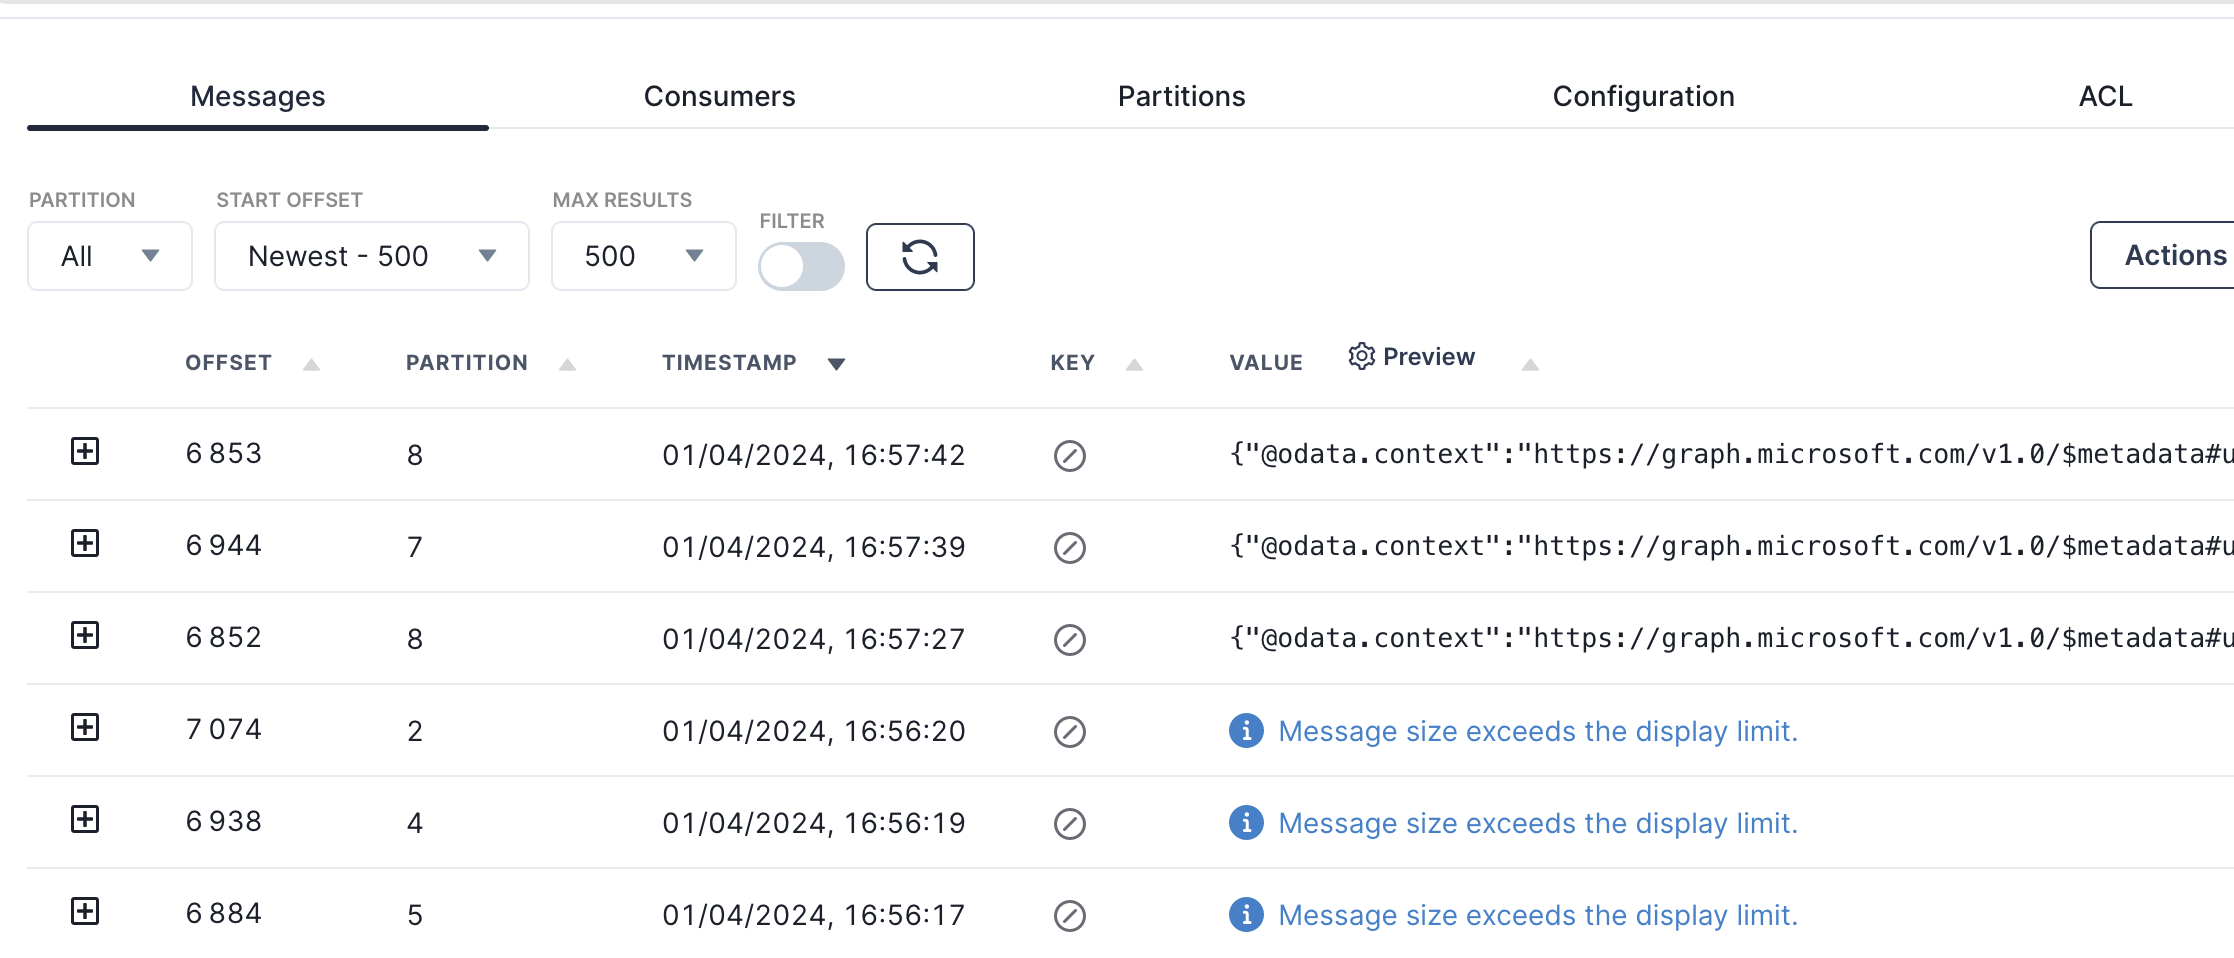 Messages Consumers Partitions Configuration ACL
PARTITION START OFFSET MAX RESULTS FILTER
All Newest - 500 500 Actions
OFFSET PARTITION TIMESTAMP KEY VALUE Preview
6 853 8 01/04/2024, 16:57:42 {"@odata.context":"https://graph.microsoft.com/v1.0/$metadata#u
6 944 7 01/04/2024, 16:57:39 {"@odata.context":"https://graph.microsoft.com/v1.0/$metadata#u
6 852 8 01/04/2024, 16:57:27 {"@odata.context":"https://graph.microsoft.com/v1.0/$metadata#u
7 074 2 01/04/2024, 16:56:20 Message size exceeds the display limit.
6 938 4 01/04/2024, 16:56:19 Message size exceeds the display limit.
6 884 5 01/04/2024, 16:56:17 Message size exceeds the display limit.